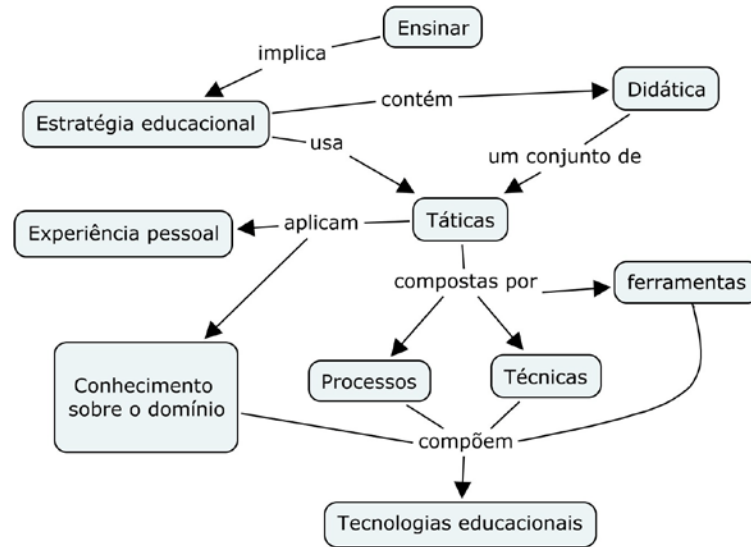 Ensinar
implica
Estratégia educacional
contém
Didática
usa
um conjunto de
Táticas
aplicam
Experiência pessoal
compostas por
ferramentas
Conhecimento
sobre o domínio
Processos
Técnicas
compõem
Tecnologias educacionais